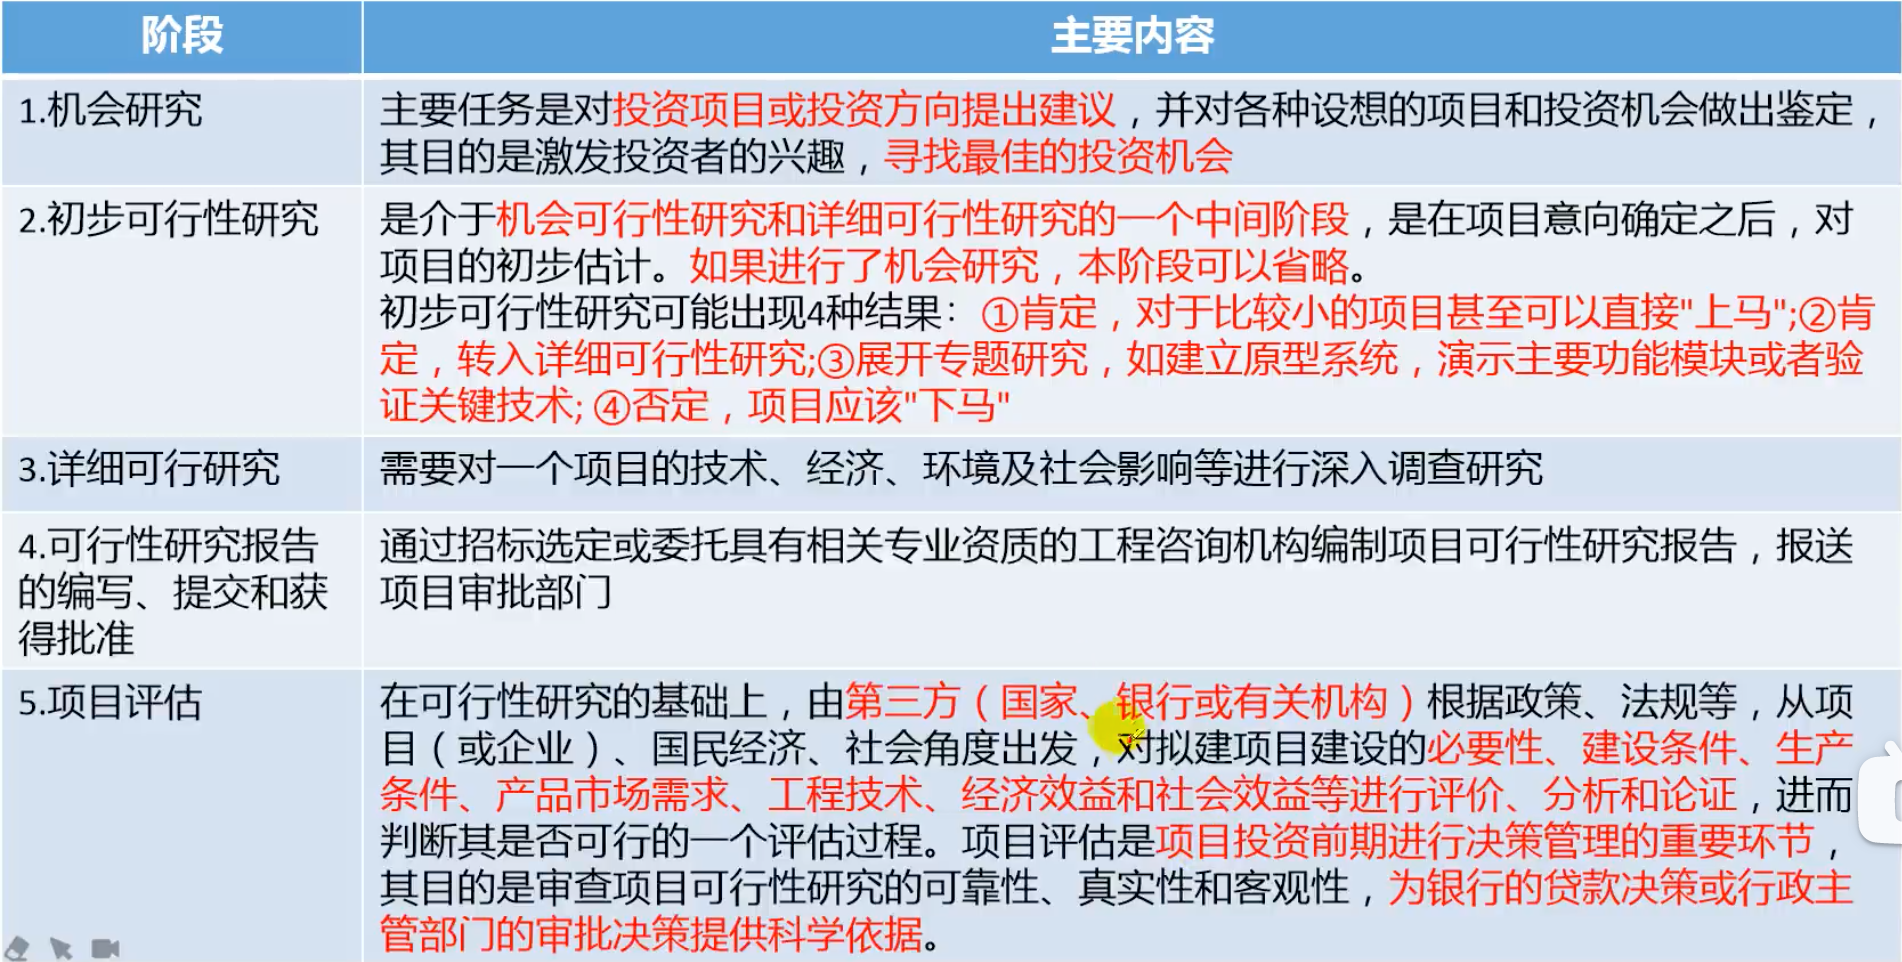 阶段
主要内容
1.机会研究
主要任务是对投资项目或投资方向提出建议，并对各种设想的项目和投资机会做出鉴定，
其目的是激发投资者的兴趣，寻找最佳的投资机会
2.初步可行性研究
是介于机会可行性研究和详细可行性研究的一个中间阶段，是在项目意向确定之后，对
项目的初步估计。如果进行了机会研究，本阶段可以省略。
初步可行性研究可能出现4种结果：①肯定，对于比较小的项目甚至可以直接"上马";②肯
定，转入详细可行性研究;③展开专题研究，如建立原型系统，演示主要功能模块或者验
证关键技术; ④否定，项目应该"下马"
3.详细可行研究
需要对一个项目的技术、经济、环境及社会影响等进行深入调查研究
4.可行性研究报告
的编写、提交和获
得批准
通过招标选定或委托具有相关专业资质的工程咨询机构编制项目可行性研究报告，报送
项目审批部门
5.项目评估
在可行性研究的基础上，由第三方（国家、银行或有关机构）根据政策、法规等，从项
目（或企业）、国民经济、社会角度出发，对拟建项目建设的必要性、建设条件、生产
条件、产品市场需求、工程技术、经济效益和社会效益等进行评价、分析和论证，进而
判断其是否可行的一个评估过程。项目评估是项目投资前期进行决策管理的重要环节，
其目的是审查项目可行性研究的可靠性、真实性和客观性，为银行的贷款决策或行政主
管部门的审批决策提供科学依据。